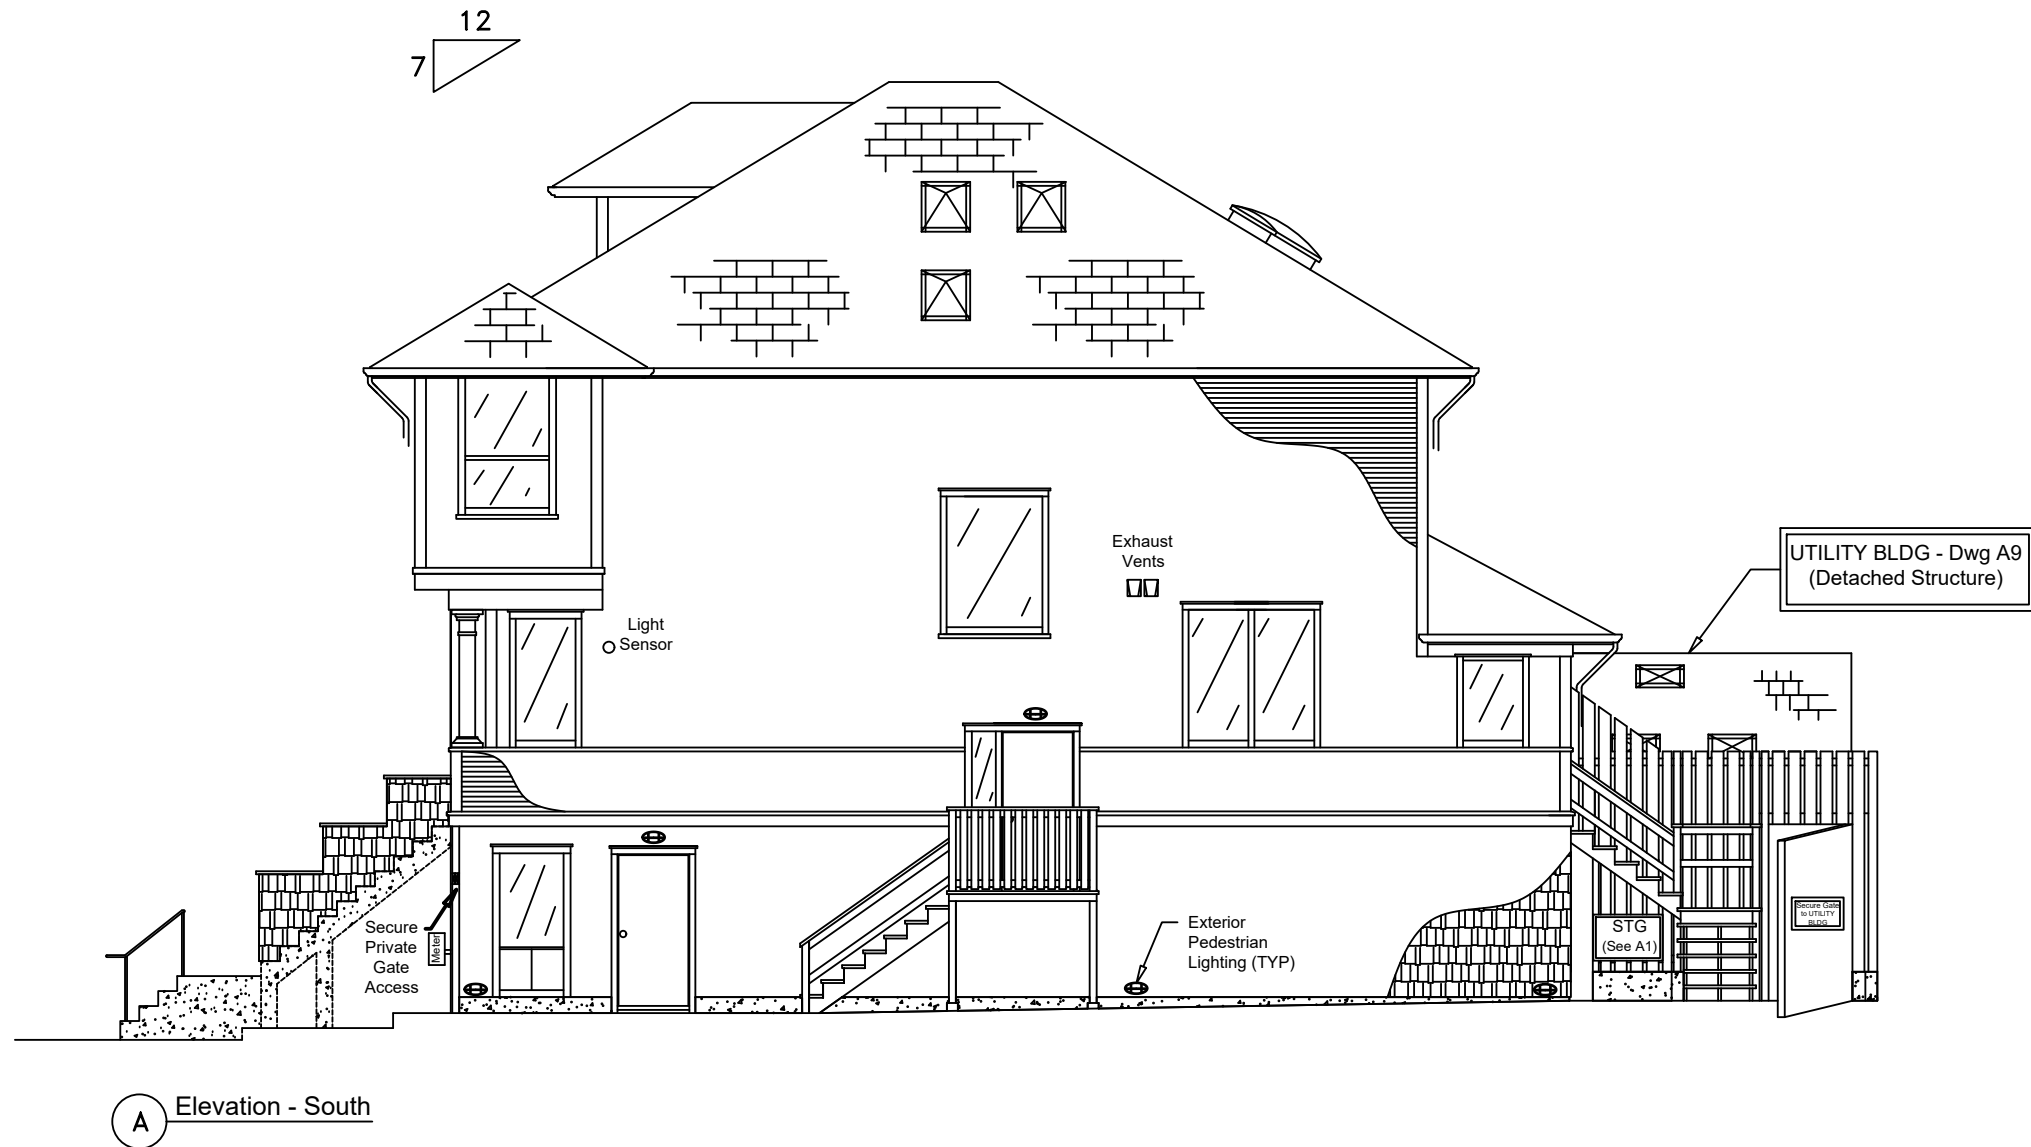 12
7
Exhaust
Vents
UTILITY BLDG - Dwg A9
(Detached Structure)
Light
Sensor
Secure
Private
Gate
Access
Meter
Exterior
Pedestrian
Lighting (TYP)
STG
(See A1)
Secure Gate
to UTILITY
BLDG
A
Elevation - South